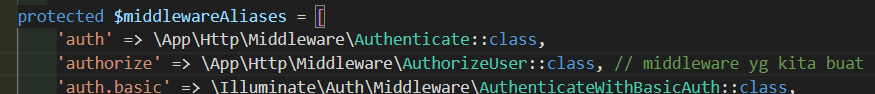 protected $middlewareAliases = [
'auth' => \App\Http\Middleware\Authenticate::class,
'authorize' => \App\Http\Middleware\AuthorizeUser::class, // middleware yg kita buat
'auth.basic' => \Illuminate\Auth\Middleware\AuthenticateWithBasicAuth::class,